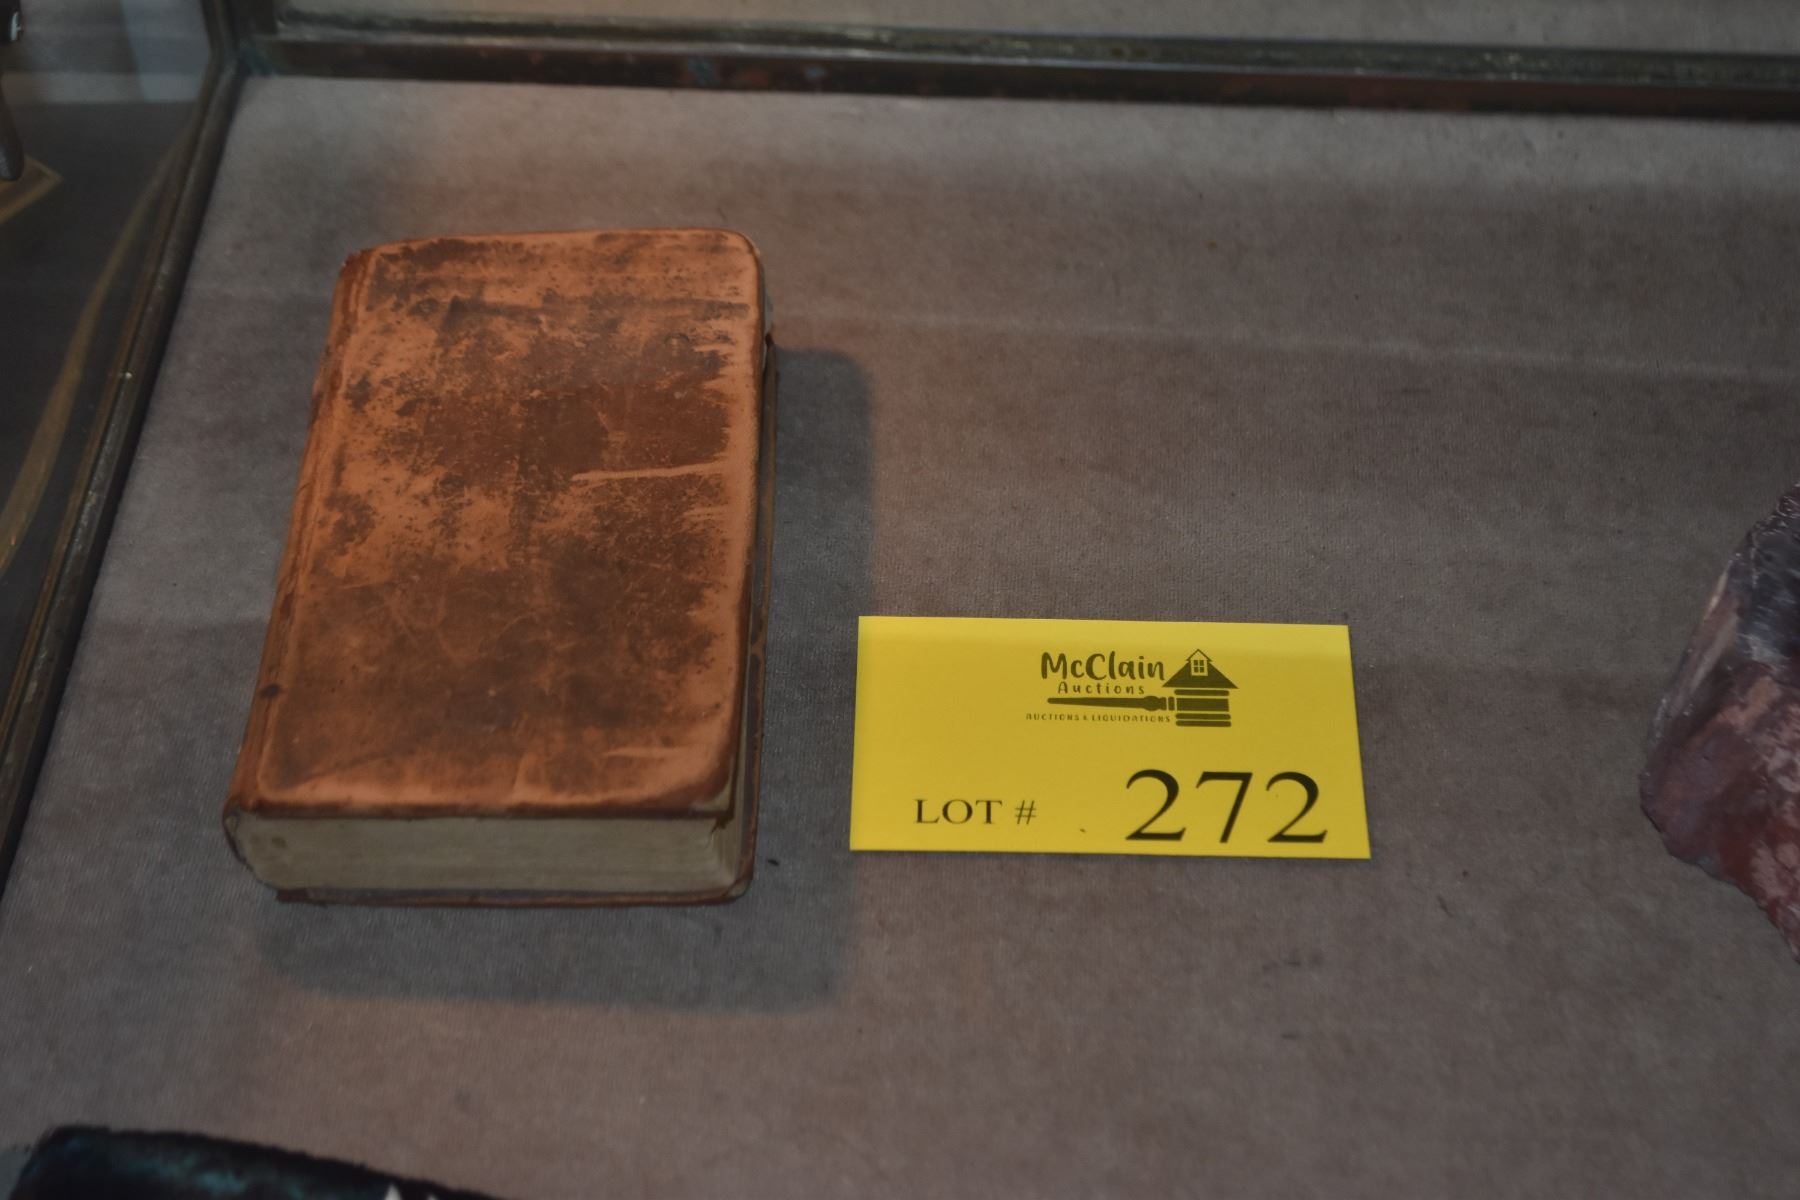 McClain
Auctions
AUCTIONS & LIQUIDATIONS
LOT # 272